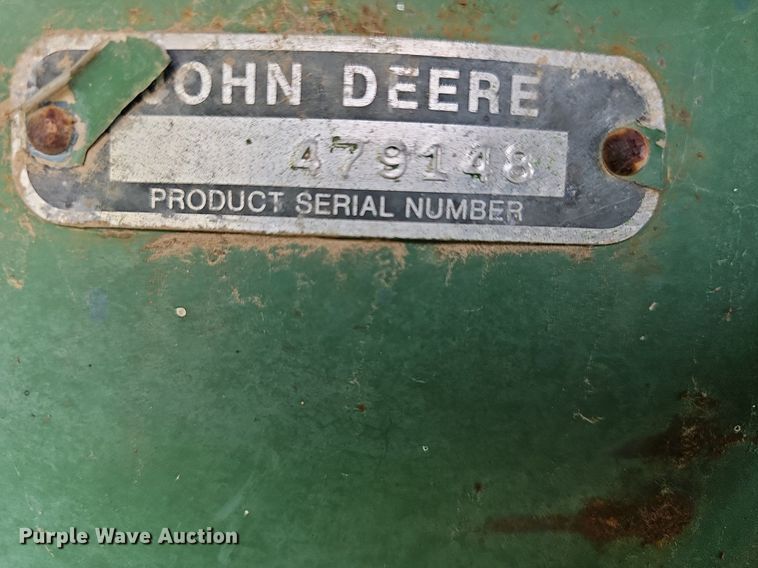 JOHN DEERE
479148
PRODUCT SERIAL NUMBER
Purple Wave Auction